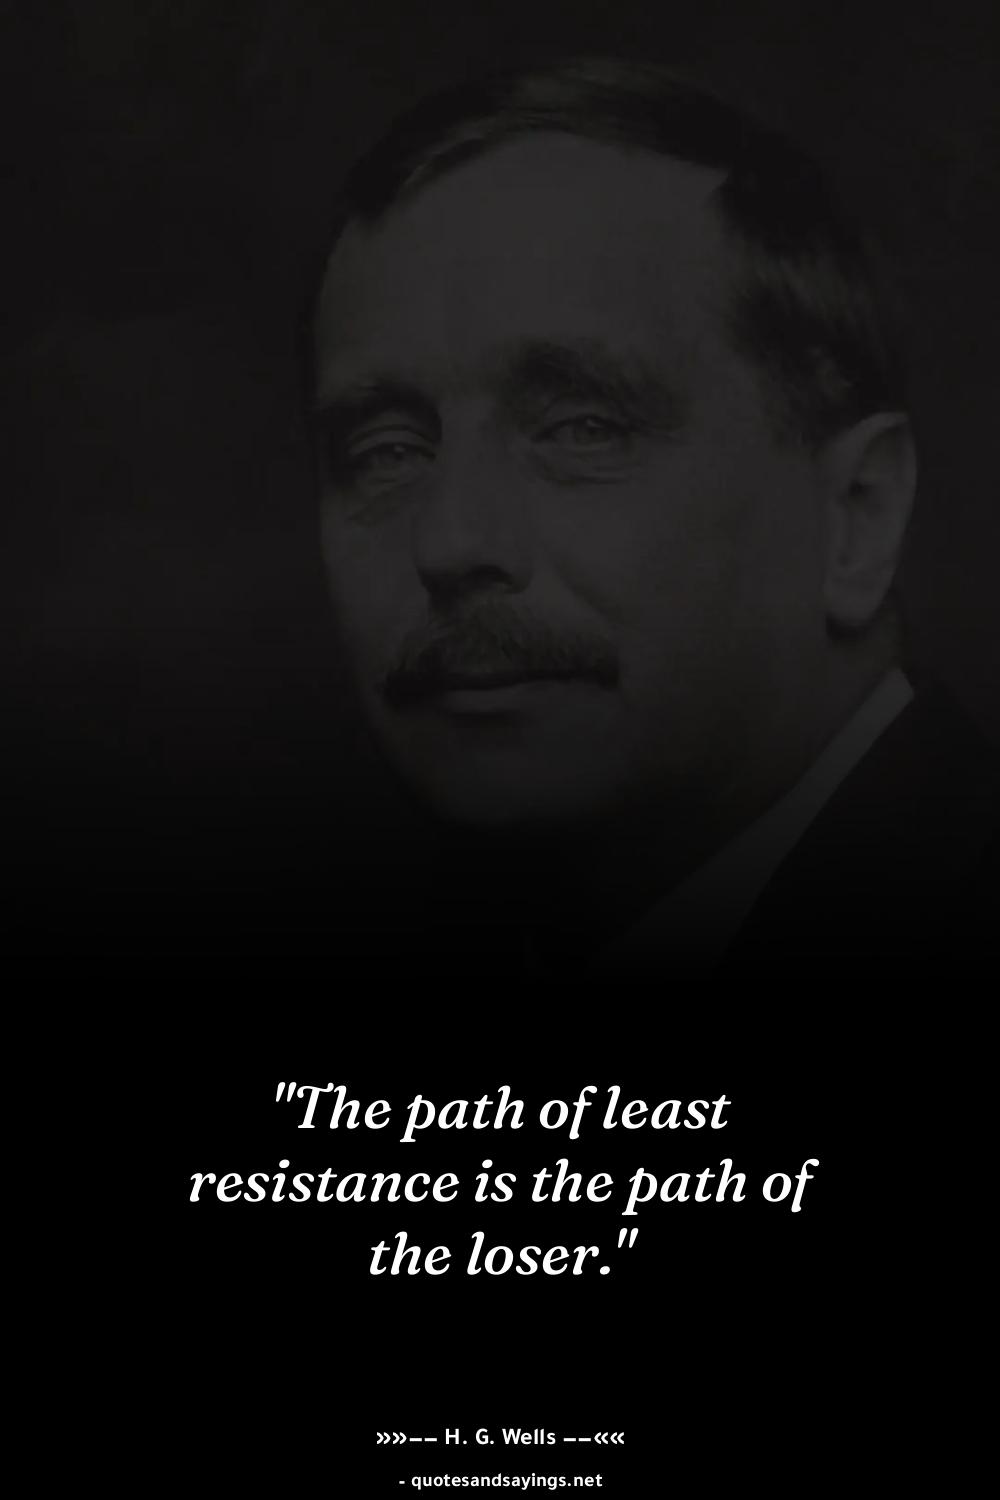 "The path of least
resistance is the path of
the loser."
»»–– H. G. Wells ––««
- quotesandsayings.net